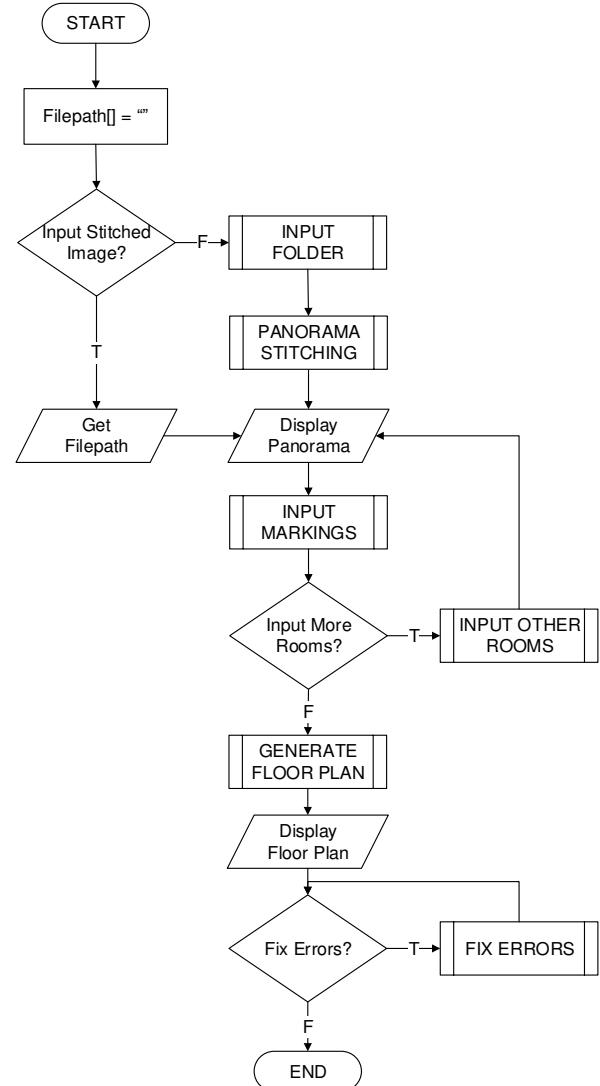 START
Filepath[] = “”
Input Stitched
Image?
F
INPUT
FOLDER
PANORAMA
STITCHING
T
Get
Filepath
Display
Panorama
INPUT
MARKINGS
Input More
Rooms?
T
INPUT OTHER
ROOMS
F
GENERATE
FLOOR PLAN
Display
Floor Plan
Fix Errors?
T
FIX ERRORS
F
END